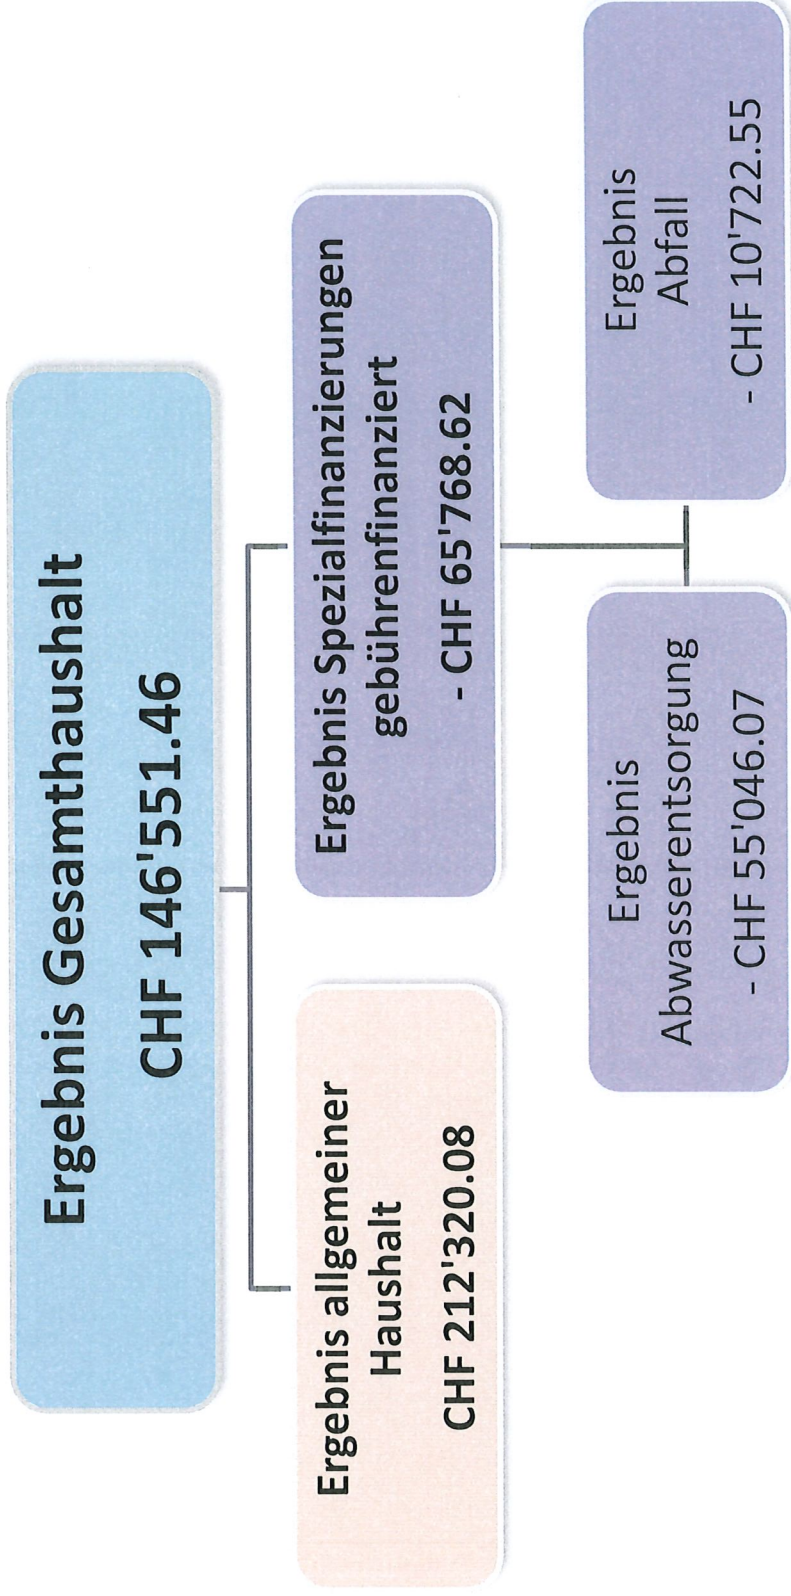 Ergebnis Gesamthaushalt
CHF 146'551.46
Ergebnis allgemeiner
Haushalt
CHF 212'320.08
Ergebnis Spezialfinanzierungen
gebührenfinanziert
- CHF 65'768.62
Ergebnis
Abwasserentsorgung
- CHF 55'046.07
Ergebnis
Abfall
- CHF 10'722.55